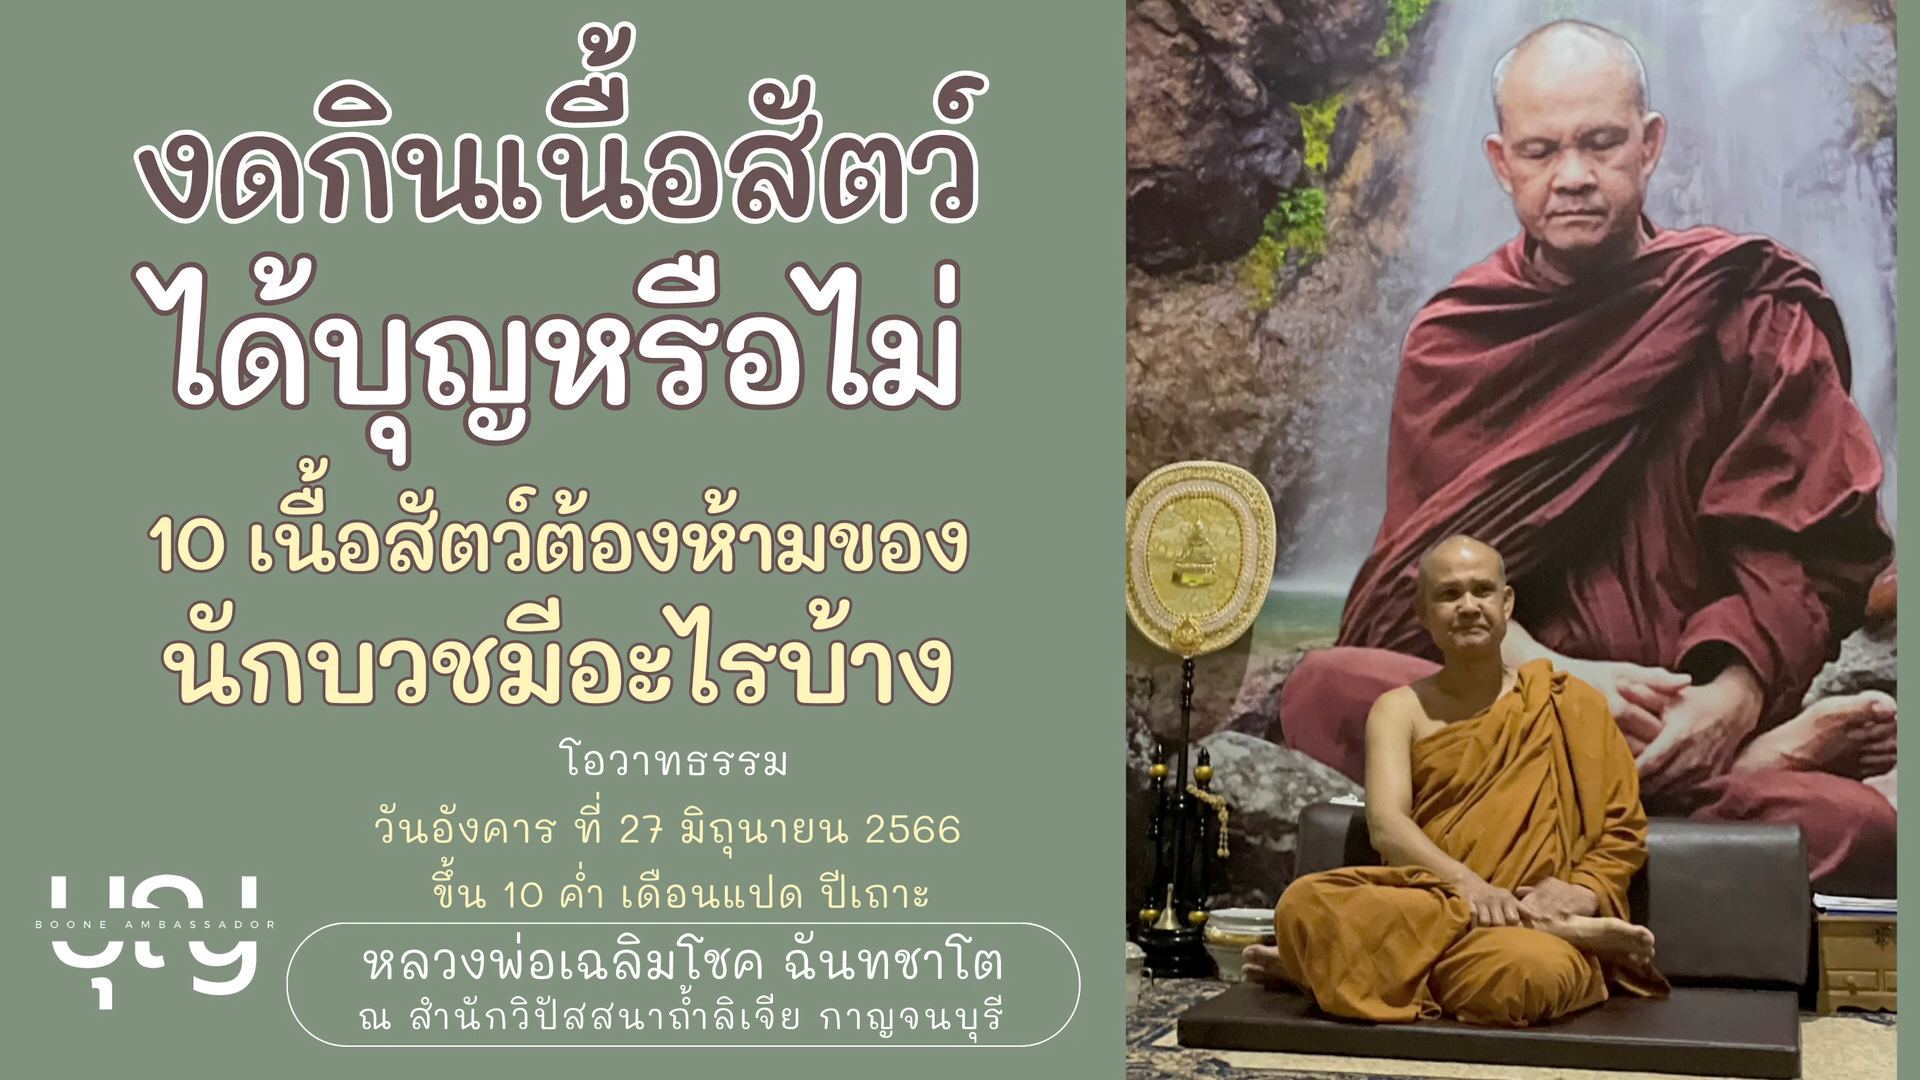 งดกินเนื้อสัตว์
ได้บุญหรือไม่
10 เนื้อสัตว์ต้องห้ามของ
นักบวชมีอะไรบ้าง
โอวาทธรรม
วันอังคาร ที่ 27 มิถุนายน 2566
ขึ้น 10 ค่ำ เดือนแปด ปีเถาะ
บุญ
BOONE AMBASSADOR
หลวงพ่อเฉลิมโชค ฉันทชาโต
ณ สำนักวิปัสสนาถ้ำลิเจีย กาญจนบุรี